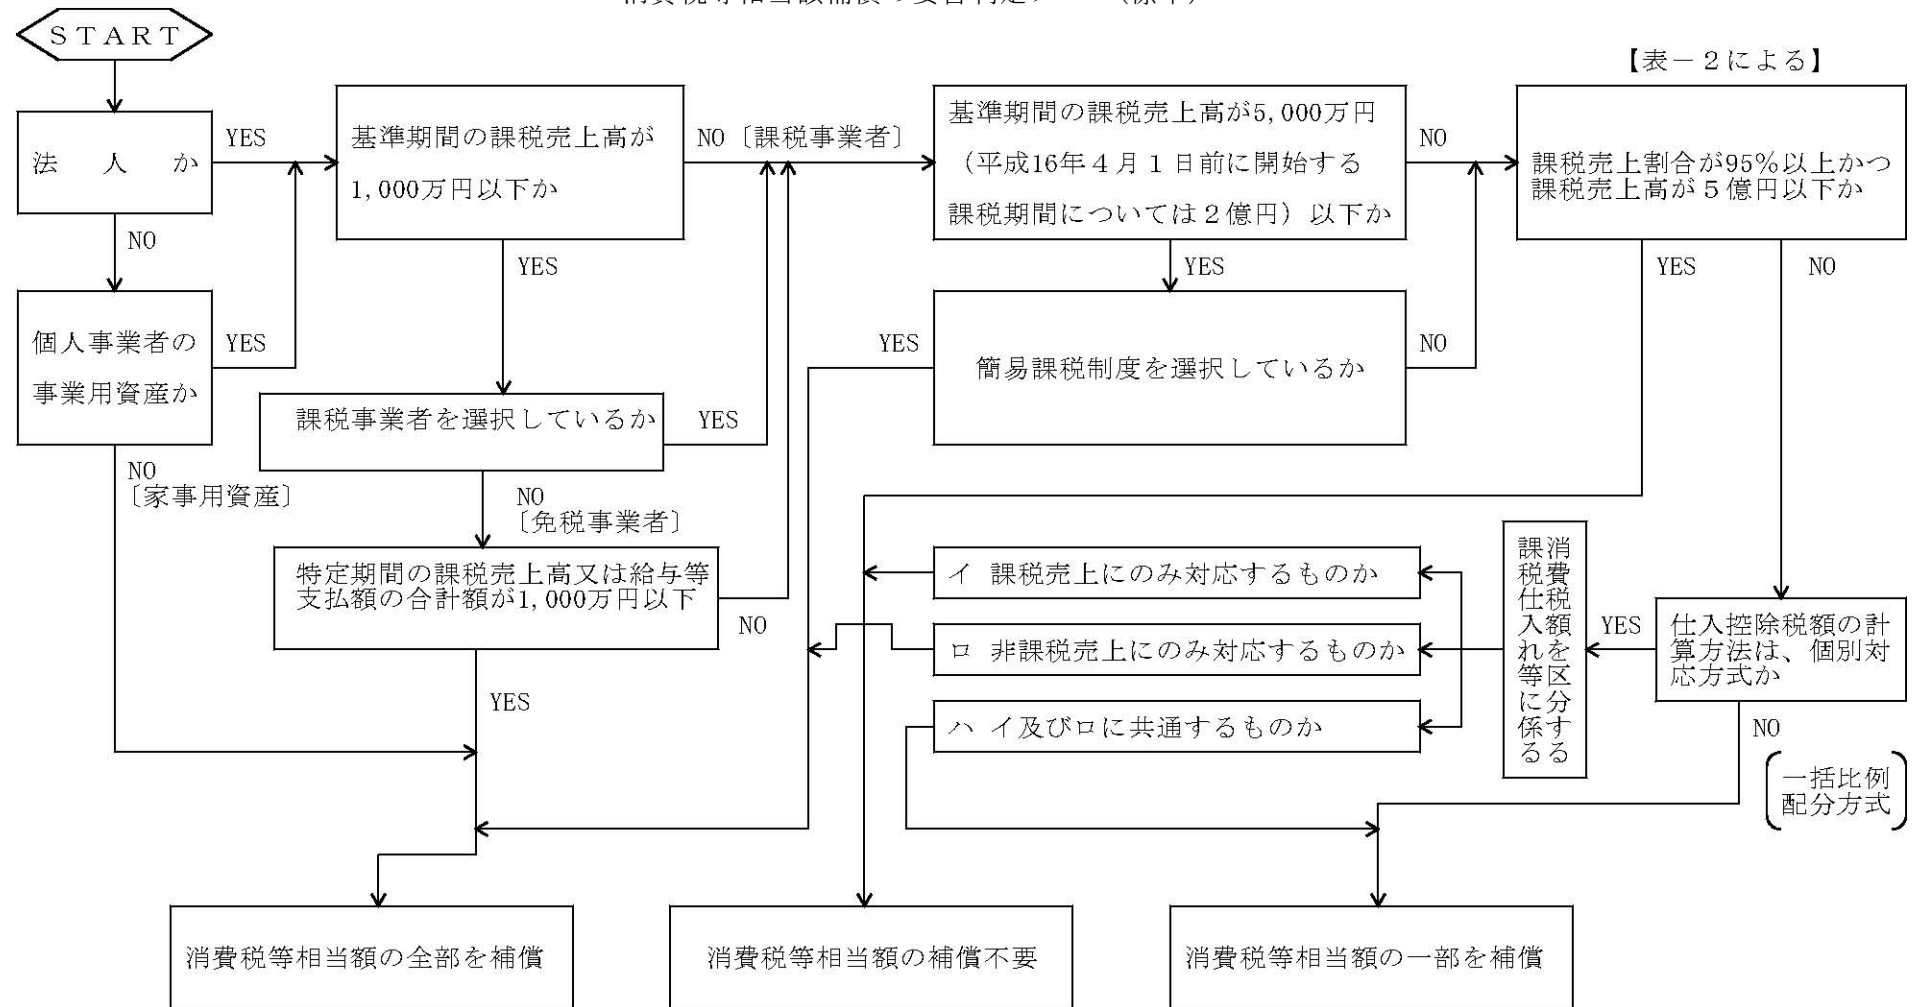 START
【表－２による】
法　人　か
YES
NO
基準期間の課税売上高が
1,000万円以下か
NO〔課税事業者〕
YES
基準期間の課税売上高が5,000万円
（平成16年４月１日前に開始する
課税期間については２億円）以下か
NO
YES
課税売上割合が95%以上かつ
課税売上高が５億円以下か
YES
NO
個人事業者の
事業用資産か
YES
NO
〔家事用資産〕
課税事業者を選択しているか
YES
NO
〔免税事業者〕
YES
簡易課税制度を選択しているか
NO
特定期間の課税売上高又は給与等
支払額の合計額が1,000万円以下
NO
YES
イ 課税売上にのみ対応するものか
ロ 非課税売上にのみ対応するものか
ハ イ及びロに共通するものか
消費税額を区分する
課税仕入れ等に係る
YES
仕入控除税額の計
算方法は、個別対
応方式か
NO
一括比例
配分方式
消費税等相当額の全部を補償
消費税等相当額の補償不要
消費税等相当額の一部を補償